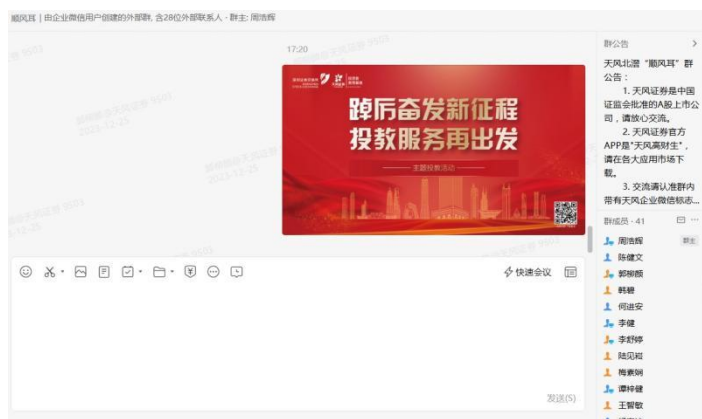 顺风耳 | 由企业微信用户创建的外部群, 含28位外部联系人 · 群主: 周浩辉
17:20
踔厉奋发新征程
投教服务再出发
主题投教活动
快速会议
发送(S)
群公告
天风北潜“顺风耳”群
公告：
1. 天风证券是中国
证监会批准的A股上市公
司，请放心交流。
2. 天风证券官方
APP是"天风高财生"，
请在各大应用市场下
载。
3. 交流请认准群内
带有天风企业微信标志...
群成员 · 41
周浩辉 群主
陈健文
郭柳颜
韩碧
何进安
李健
李舒婷
陆见裕
梅素娴
谭梓健
王智敏